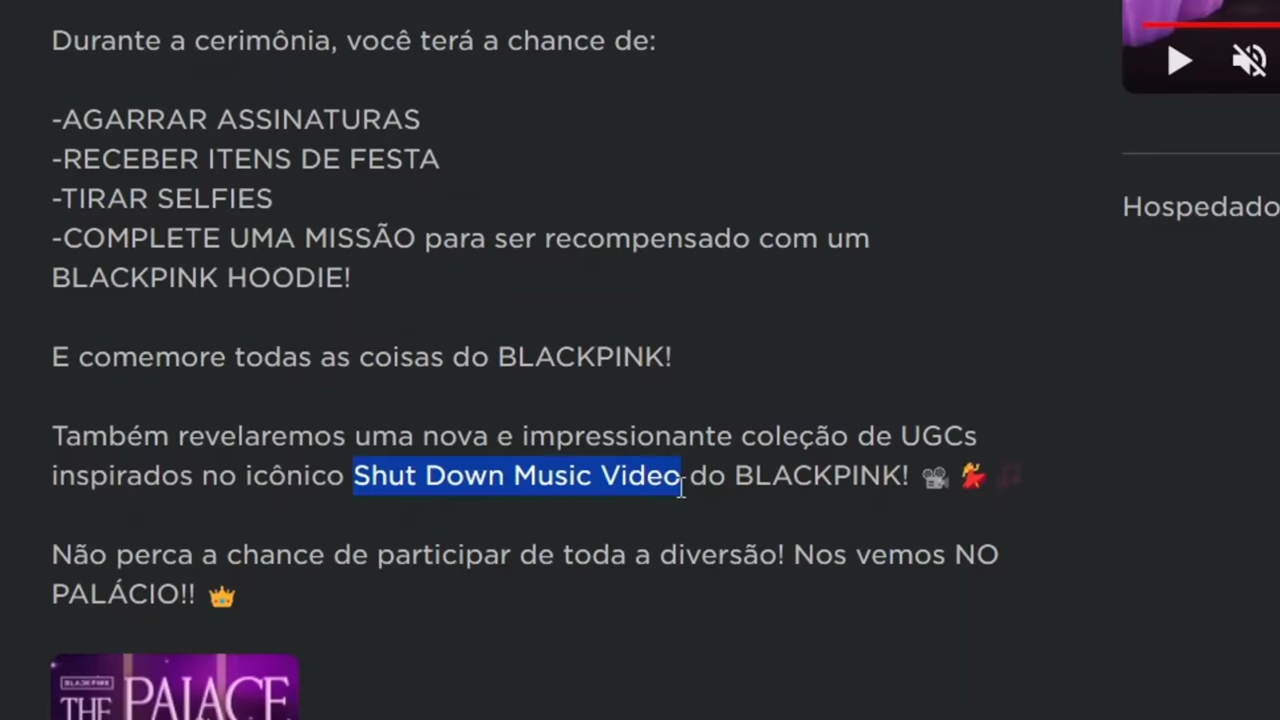 Durante a cerimônia, você terá a chance de:
-AGARRAR ASSINATURAS
-RECEBER ITENS DE FESTA
-TIRAR SELFIES
-COMPLETE UMA MISSÃO para ser recompensado com um
BLACKPINK HOODIE!
E comemore todas as coisas do BLACKPINK!
Também revelaremos uma nova e impressionante coleção de UGCs
inspirados no icônico Shut Down Music Video do BLACKPINK! 🎥 💃 🎵
Não perca a chance de participar de toda a diversão! Nos vemos NO
PALÁCIO!! 👑
BLACKPINK
THE PALACE
Hospedado